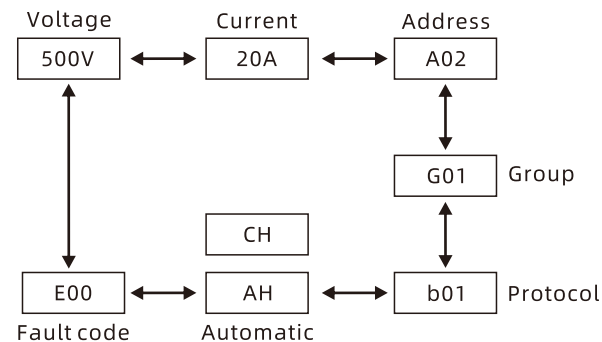 Voltage
Current
Address
500V
20A
A02
G01
Group
CH
E00
AH
b01
Protocol
Fault code
Automatic